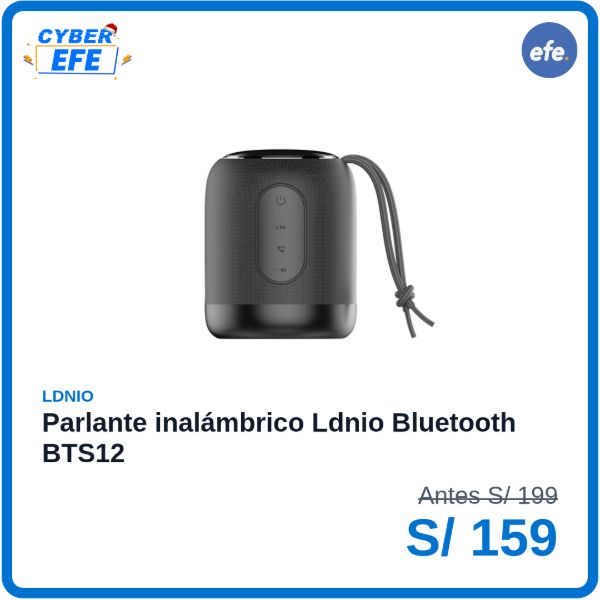 CYBER
EFE
efe.
LDNIO
Parlante inalámbrico Ldnio Bluetooth
BTS12
Antes S/ 199
S/ 159